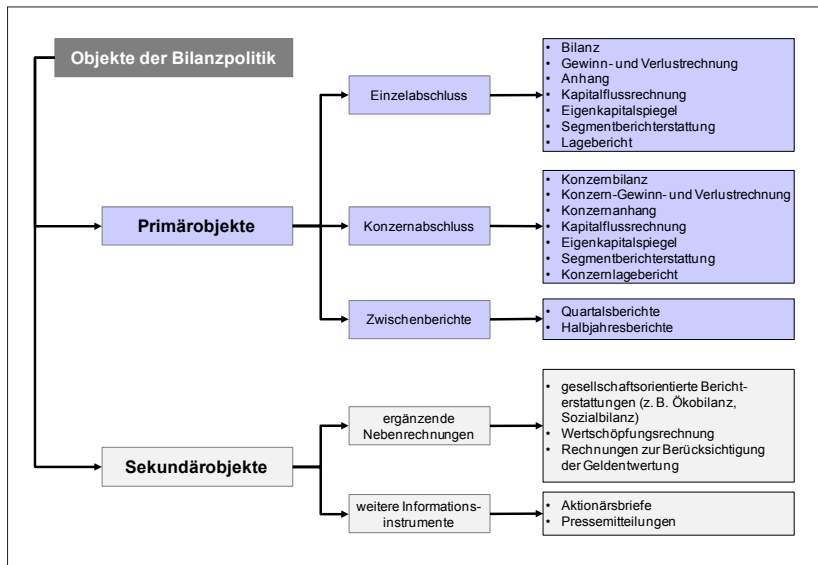 Objekte der Bilanzpolitik
Primärobjekte
Einzelabschluss
• Bilanz
• Gewinn- und Verlustrechnung
• Anhang
• Kapitalflussrechnung
• Eigenkapitalspiegel
• Segmentberichterstattung
• Lagebericht
Konzernabschluss
• Konzernbilanz
• Konzern-Gewinn- und Verlustrechnung
• Konzernanhang
• Kapitalflussrechnung
• Eigenkapitalspiegel
• Segmentberichterstattung
• Konzernlagebericht
Zwischenberichte
• Quartalsberichte
• Halbjahresberichte
Sekundärobjekte
ergänzende
Nebenrechnungen
• gesellschaftsorientierte Bericht-
erstattungen (z. B. Ökobilanz,
Sozialbilanz)
• Wertschöpfungsrechnung
• Rechnungen zur Berücksichtigung
der Geldentwertung
weitere Informations-
instrumente
• Aktionärsbriefe
• Pressemitteilungen